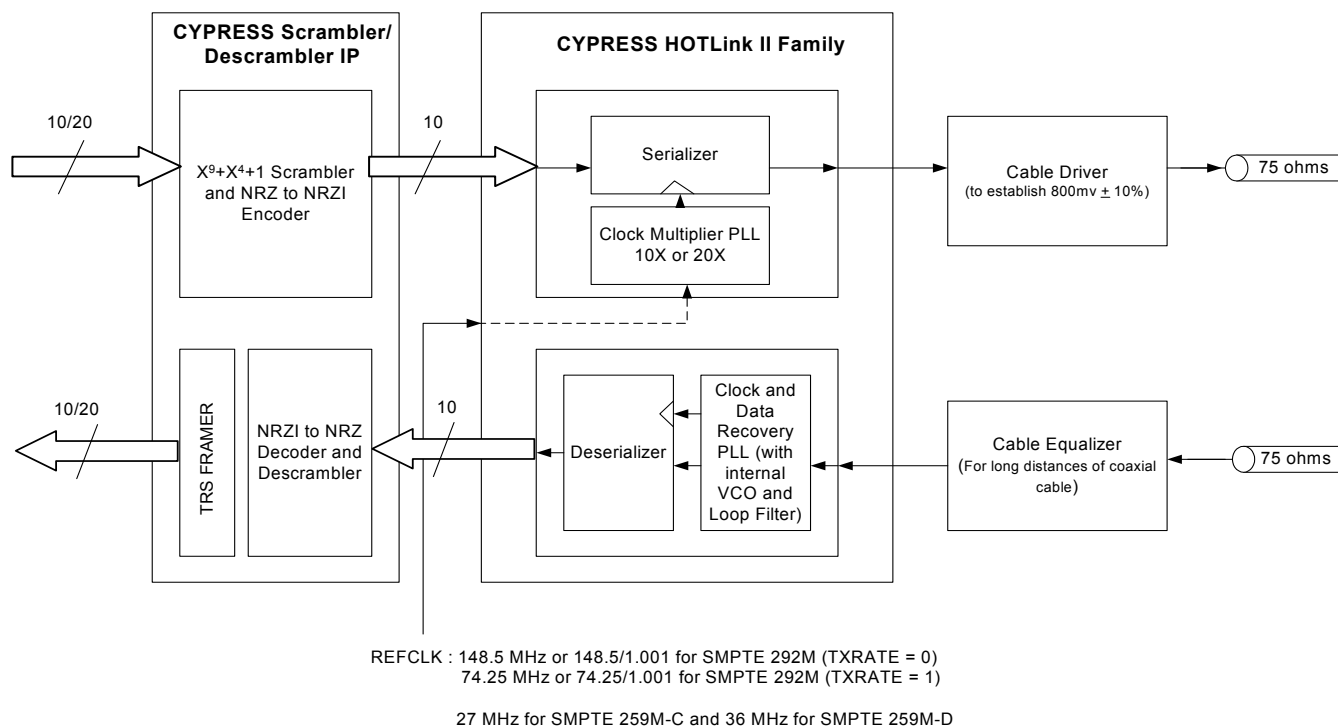 CYPRESS Scrambler/
Descrambler IP
CYPRESS HOTLink II Family
10/20
X⁹+X⁴+1 Scrambler
and NRZ to NRZI
Encoder
10
Serializer
Clock Multiplier PLL
10X or 20X
Cable Driver
(to establish 800mv ± 10%)
75 ohms
10/20
TRS FRAMER
NRZI to NRZ
Decoder and
Descrambler
10
Deserializer
Clock and
Data
Recovery
PLL (with
internal
VCO and
Loop Filter)
Cable Equalizer
(For long distances of coaxial
cable)
75 ohms
REFCLK : 148.5 MHz or 148.5/1.001 for SMPTE 292M (TXRATE = 0)
74.25 MHz or 74.25/1.001 for SMPTE 292M (TXRATE = 1)
27 MHz for SMPTE 259M-C and 36 MHz for SMPTE 259M-D